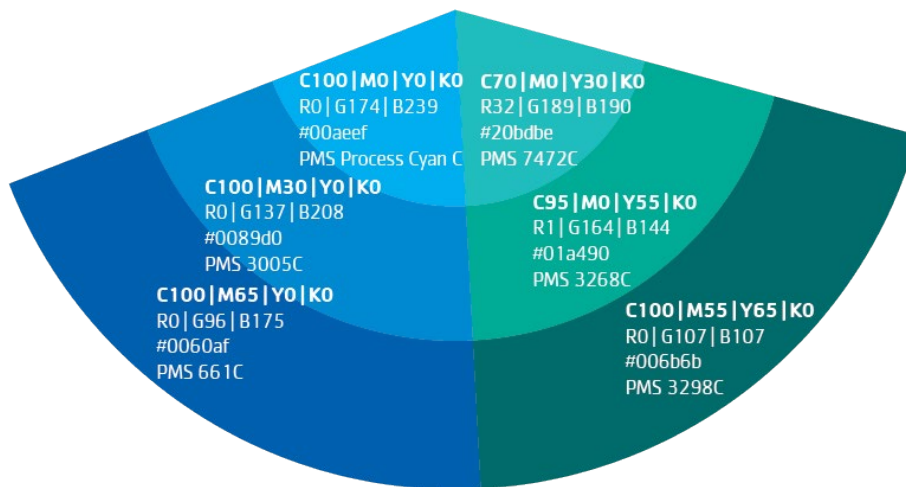 C100|M0|Y0|K0
R0|G174|B239
#00aeef
PMS Process Cyan C
C70|M0|Y30|K0
R32|G189|B190
#20bdbe
PMS 7472C
C100|M30|Y0|K0
R0|G137|B208
#0089d0
PMS 3005C
C95|M0|Y55|K0
R1|G164|B144
#01a490
PMS 3268C
C100|M65|Y0|K0
R0|G96|B175
#0060af
PMS 661C
C100|M55|Y65|K0
R0|G107|B107
#006b6b
PMS 3298C